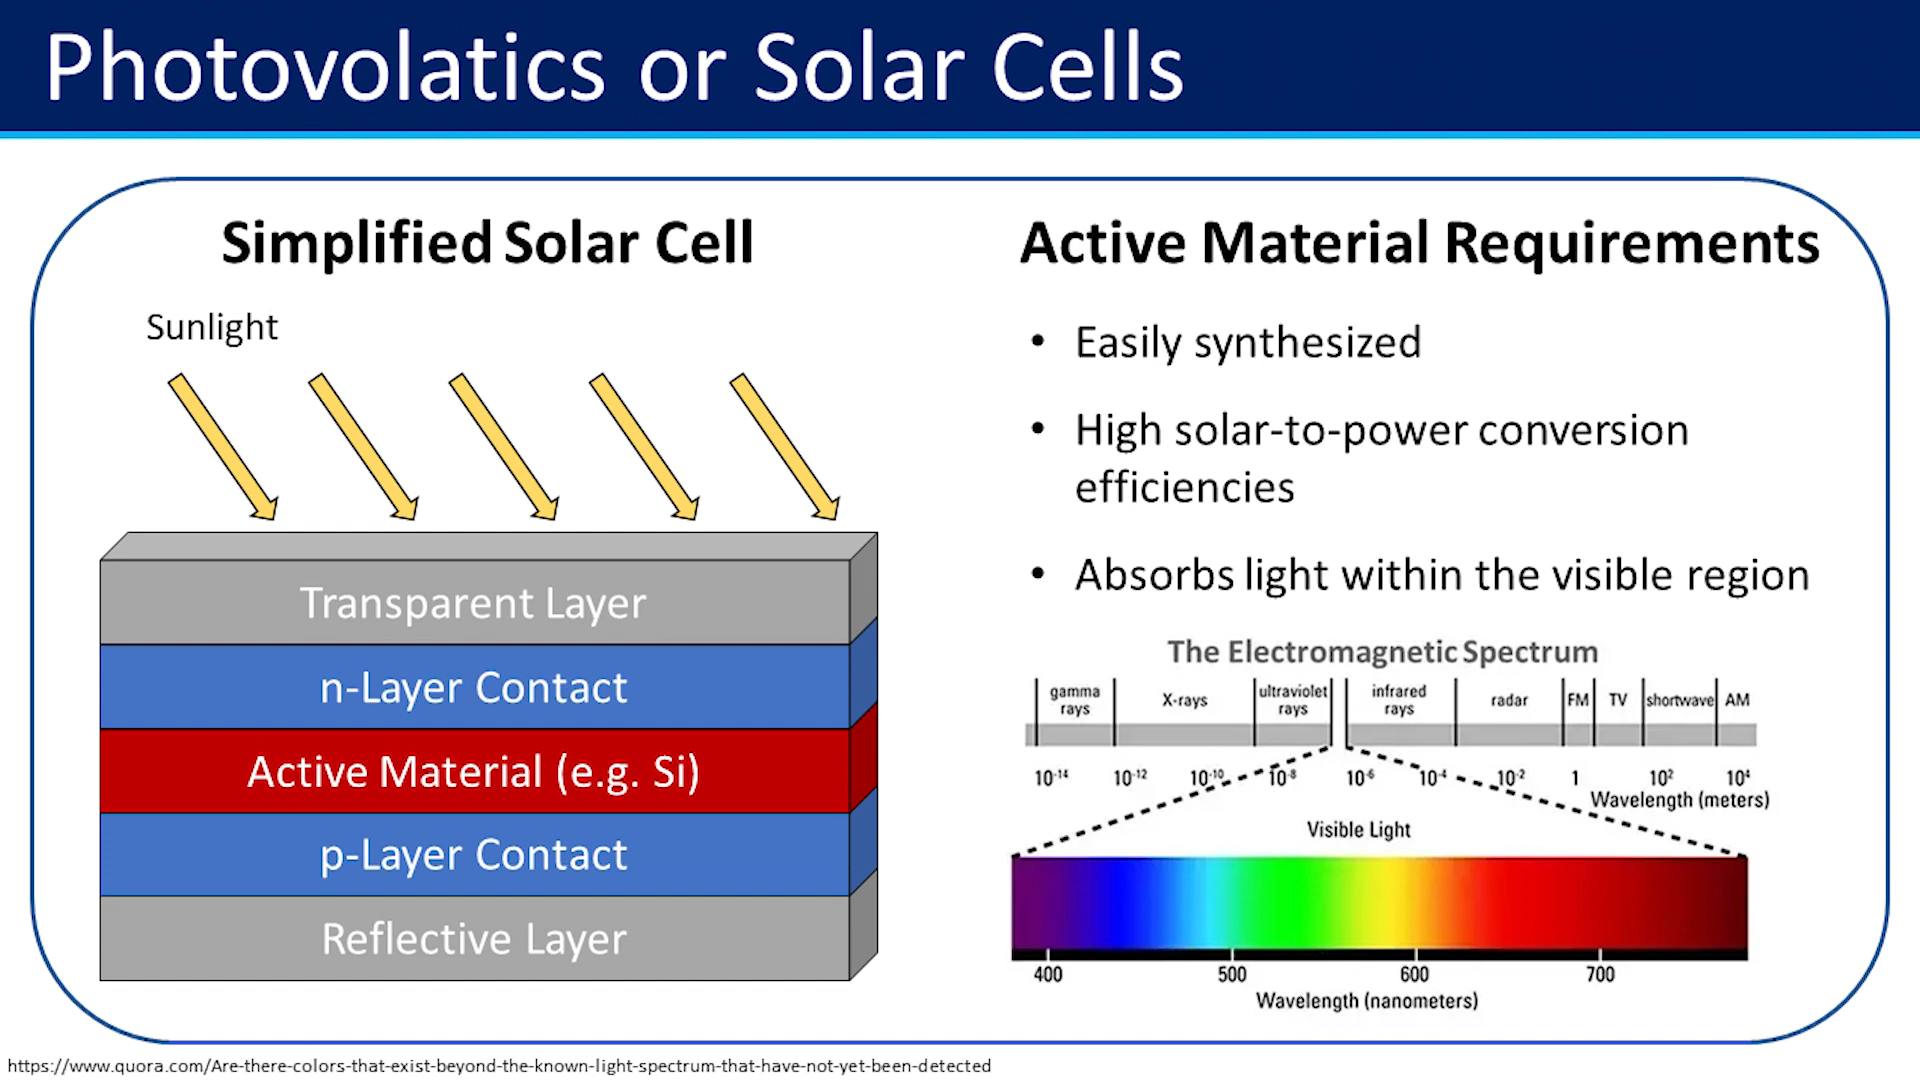 Photovolatics or Solar Cells
Simplified Solar Cell
Sunlight
Transparent Layer
n-Layer Contact
Active Material (e.g. Si)
p-Layer Contact
Reflective Layer
Active Material Requirements
• Easily synthesized
• High solar-to-power conversion
efficiencies
• Absorbs light within the visible region
The Electromagnetic Spectrum
gamma rays X-rays ultraviolet rays infrared rays radar FM TV shortwave AM
10⁻¹⁴ 10⁻¹² 10⁻¹⁰ 10⁻⁸ 10⁻⁶ 10⁻⁴ 10⁻² 1 10² 10⁴
Wavelength (meters)
Visible Light
400 500 600 700
Wavelength (nanometers)
https://www.quora.com/Are-there-colors-that-exist-beyond-the-known-light-spectrum-that-have-not-yet-been-detected